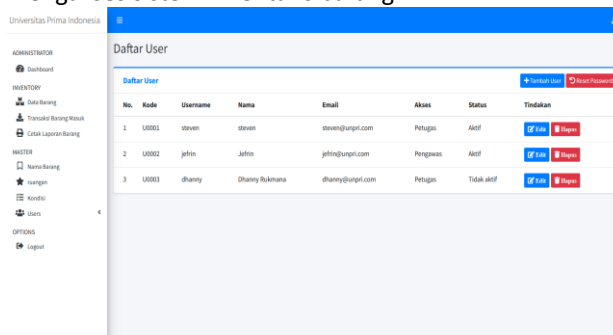 Universitas Prima Indonesia
ADMINISTRATOR
Dashboard
INVENTORY
Data Barang
Transaksi Barang Masuk
Cetak Laporan Barang
MASTER
Nama Barang
ruangan
Kondisi
Users
OPTIONS
Logout
Daftar User
Daftar User
+ Tambah User Reset Password
No. Kode Username Nama Email Akses Status Tindakan
1 U0001 steven steven steven@unpri.com Petugas Aktif Edit Hapus
2 U0002 jefrin Jefrin jefrin@unpri.com Pengawas Aktif Edit Hapus
3 U0003 dhanny Dhanny Rukmana dhanny@unpri.com Petugas Tidak aktif Edit Hapus